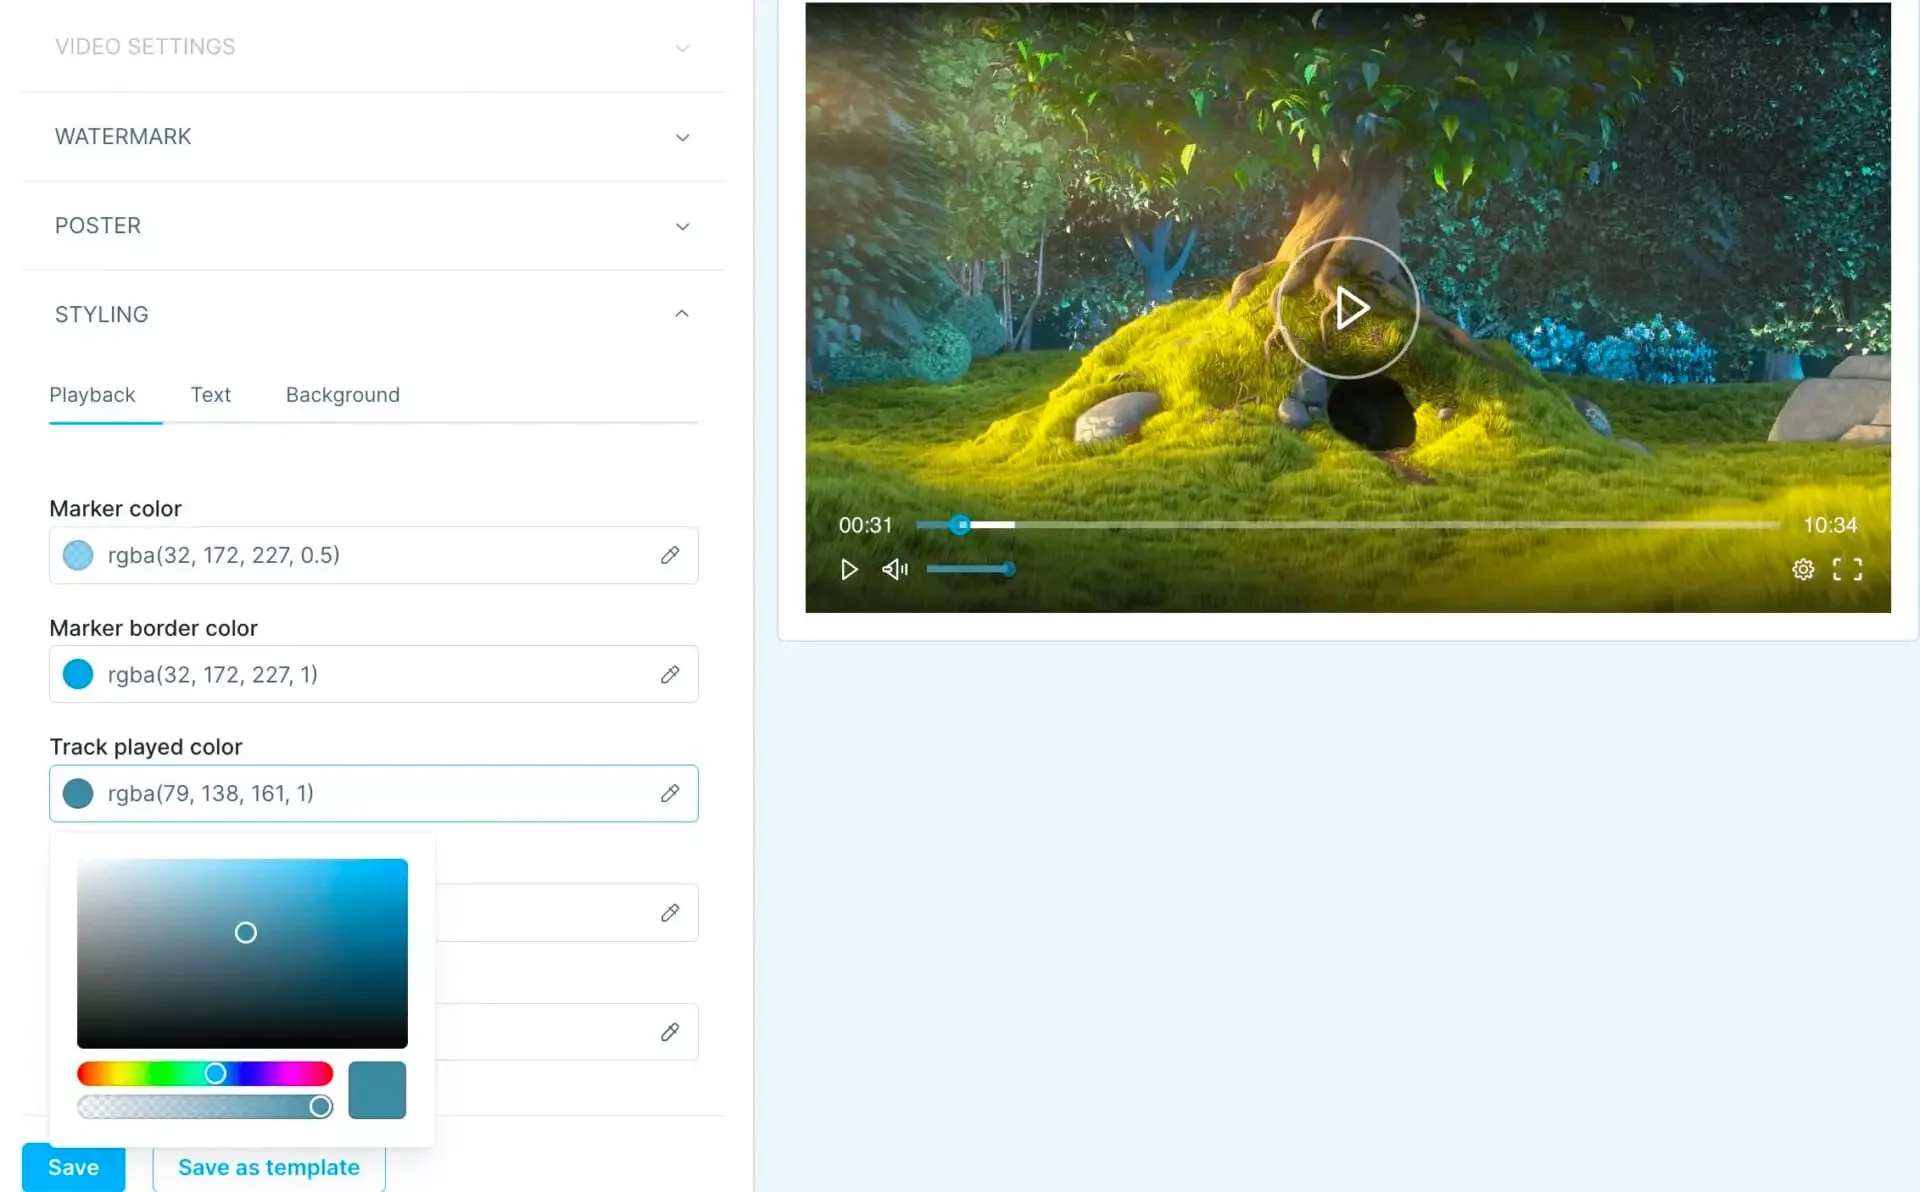 VIDEO SETTINGS
WATERMARK
POSTER
STYLING
Playback Text Background
Marker color
rgba(32, 172, 227, 0.5)
Marker border color
rgba(32, 172, 227, 1)
Track played color
rgba(79, 138, 161, 1)
Save Save as template
00:31 10:34